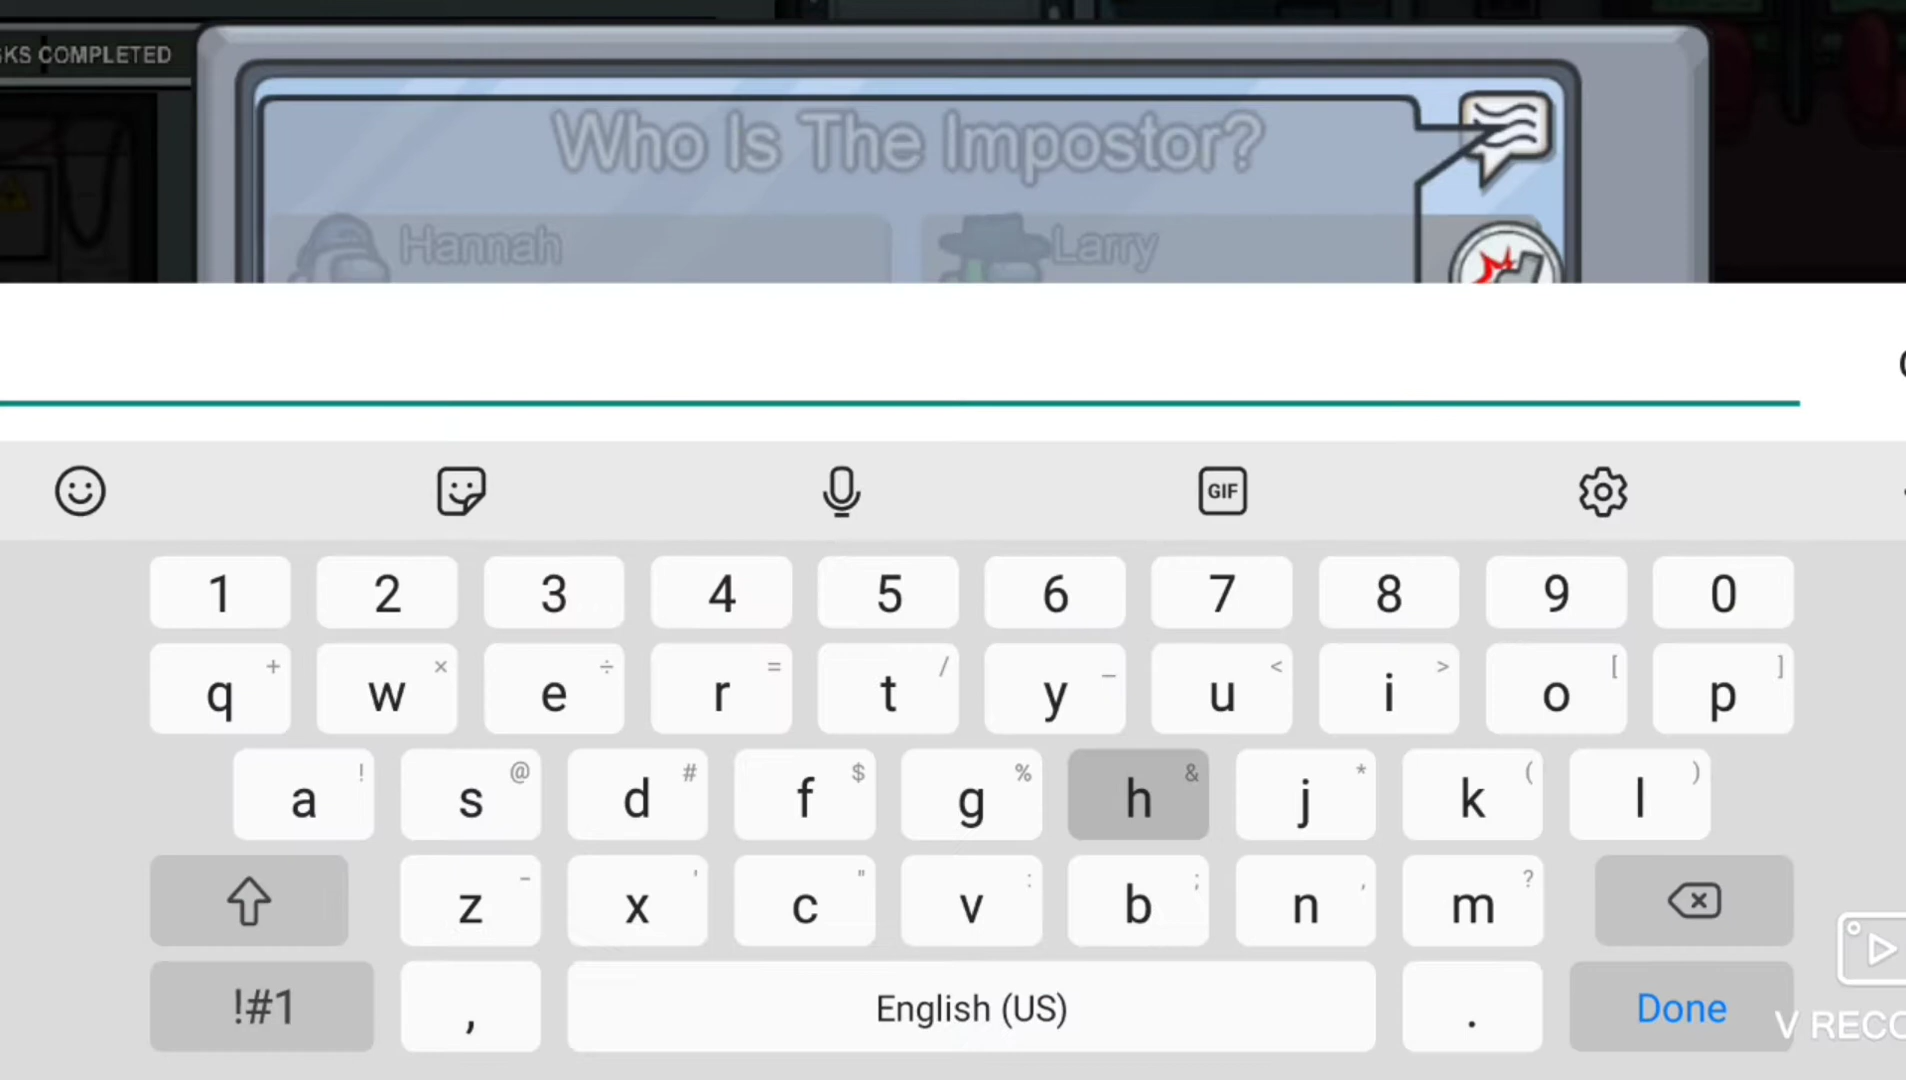 KS COMPLETED
Who Is The Impostor?
Hannah Larry
GIF
1 2 3 4 5 6 7 8 9 0
+ × ÷ = / _ < > [ ]
q w e r t y u i o p
! @ # $ % & * ( )
a s d f g h j k l
- ' " : ; , ?
z x c v b n m
!#1 , English (US) . Done
V RECO